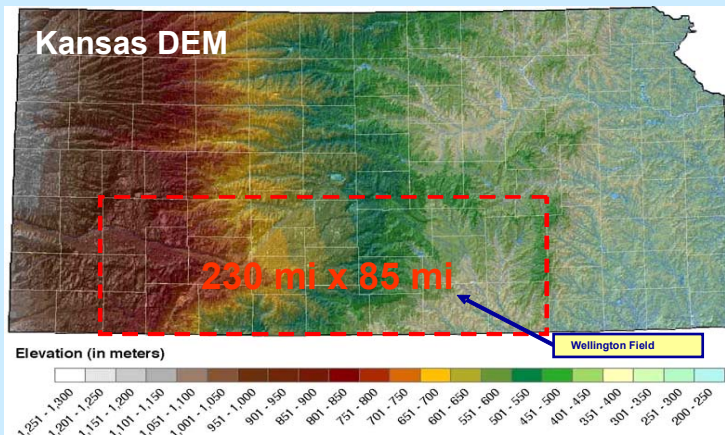 Kansas DEM
230 mi x 85 mi
Wellington Field
Elevation (in meters)
1,251 - 1,300
1,201 - 1,250
1,151 - 1,200
1,101 - 1,150
1,051 - 1,100
1,001 - 1,050
951 - 1,000
901 - 950
851 - 900
801 - 850
751 - 800
701 - 750
651 - 700
601 - 650
551 - 600
501 - 550
451 - 500
401 - 450
351 - 400
301 - 350
251 - 300
200 - 250